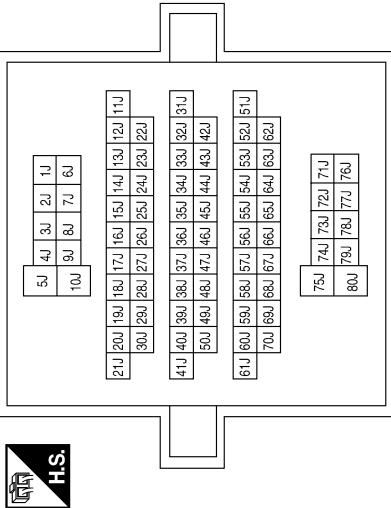 H.S.
5J 4J 3J 2J 1J
10J 9J 8J 7J 6J
21J 20J 19J 18J 17J 16J 15J 14J 13J 12J 11J
30J 29J 28J 27J 26J 25J 24J 23J 22J
41J 40J 39J 38J 37J 36J 35J 34J 33J 32J 31J
50J 49J 48J 47J 46J 45J 44J 43J 42J
61J 60J 59J 58J 57J 56J 55J 54J 53J 52J 51J
70J 69J 68J 67J 66J 65J 64J 63J 62J
75J 74J 73J 72J 71J
80J 79J 78J 77J 76J